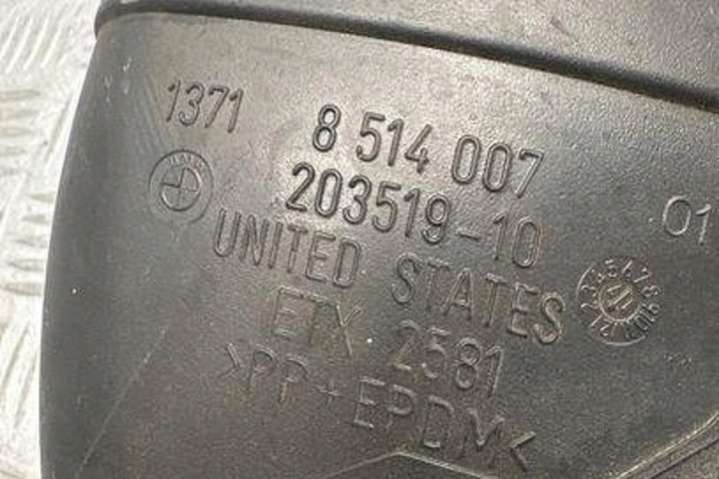 1371 8 514 007
203519-10
UNITED STATES
ETX 2581
>PP+EPDM<
01